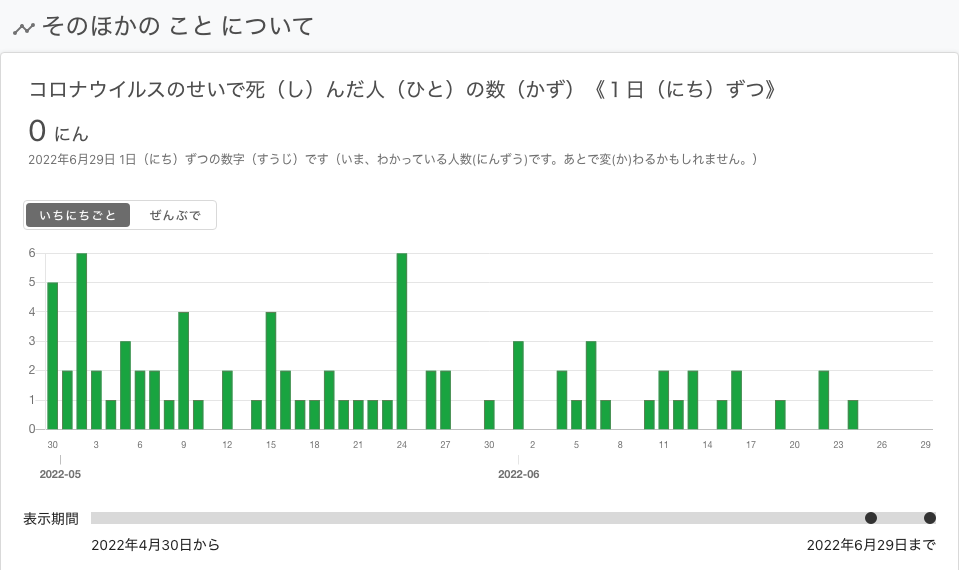 そのほかの こと について
コロナウイルスのせいで死（し）んだ人（ひと）の数（かず）《１日（にち）ずつ》
0 にん
2022年6月29日 1日（にち）ずつの数字（すうじ）です（いま、わかっている人数(にんずう)です。あとで変(か)わるかもしれません。）
いちにちごと ぜんぶで
6
5
4
3
2
1
0
30 3 6 9 12 15 18 21 24 27 30 2 5 8 11 14 17 20 23 26 29
2022-05 2022-06
表示期間
2022年4月30日から 2022年6月29日まで